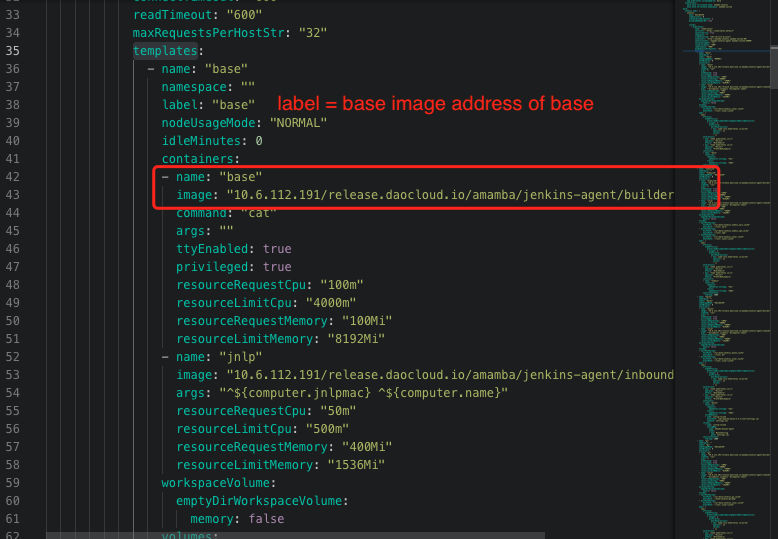 33 readTimeout: "600"
34 maxRequestsPerHostStr: "32"
35 templates:
36 - name: "base"
37 namespace: ""
38 label: "base" label = base image address of base
39 nodeUsageMode: "NORMAL"
40 idleMinutes: 0
41 containers:
42 - name: "base"
43 image: "10.6.112.191/release.daocloud.io/amamba/jenkins-agent/builder
44 command: "cat"
45 args: ""
46 ttyEnabled: true
47 privileged: true
48 resourceRequestCpu: "100m"
49 resourceLimitCpu: "4000m"
50 resourceRequestMemory: "100Mi"
51 resourceLimitMemory: "8192Mi"
52 - name: "jnlp"
53 image: "10.6.112.191/release.daocloud.io/amamba/jenkins-agent/inbound
54 args: "^${computer.jnlpmac} ^${computer.name}"
55 resourceRequestCpu: "50m"
56 resourceLimitCpu: "500m"
57 resourceRequestMemory: "400Mi"
58 resourceLimitMemory: "1536Mi"
59 workspaceVolume:
60 emptyDirWorkspaceVolume:
61 memory: false
62 volumes: